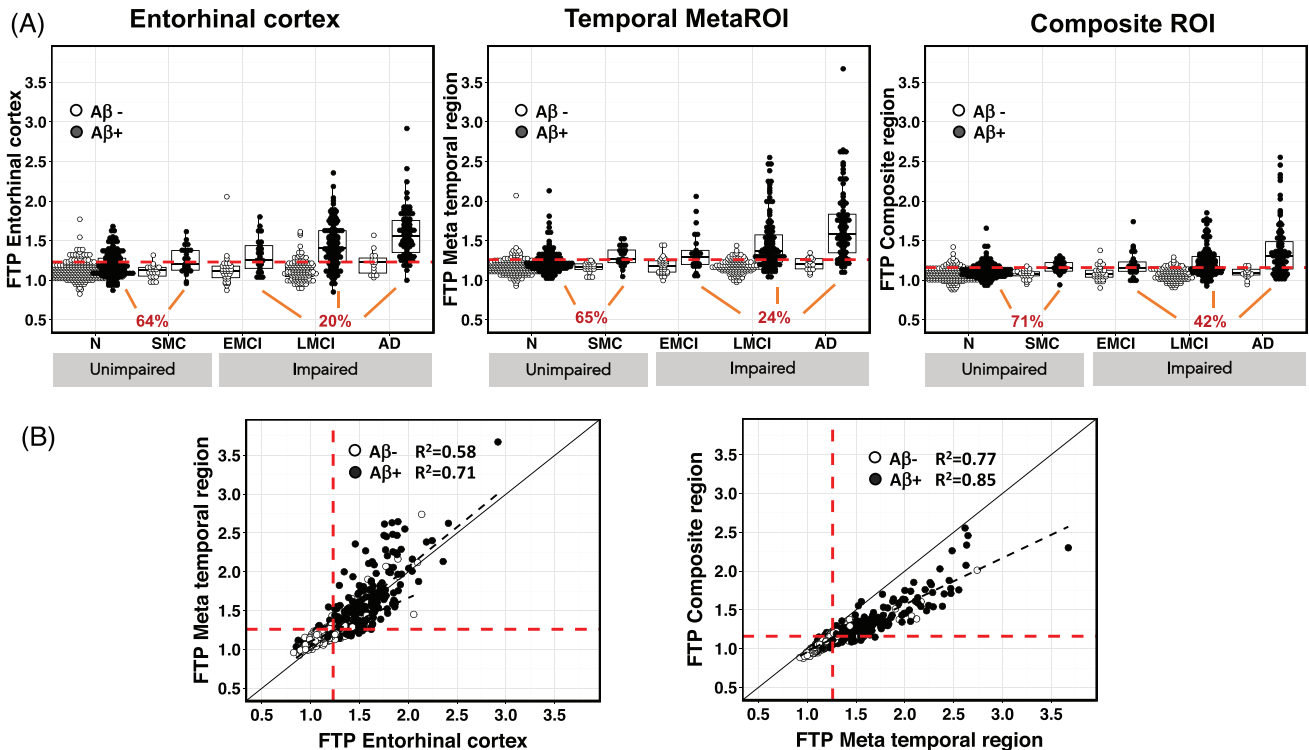 (A)
Entorhinal cortex
Temporal MetaROI
Composite ROI
FTP Entorhinal cortex
3.5
3.0
2.5
2.0
1.5
1.0
0.5
Aβ -
Aβ+
64%
20%
N SMC EMCI LMCI AD
Unimpaired Impaired
FTP Meta temporal region
3.5
3.0
2.5
2.0
1.5
1.0
0.5
Aβ -
Aβ+
65%
24%
N SMC EMCI LMCI AD
Unimpaired Impaired
FTP Composite region
3.5
3.0
2.5
2.0
1.5
1.0
0.5
Aβ -
Aβ+
71%
42%
N SMC EMCI LMCI AD
Unimpaired Impaired
(B)
FTP Meta temporal region
3.5
3.0
2.5
2.0
1.5
1.0
0.5
Aβ- R²=0.58
Aβ+ R²=0.71
0.5 1.0 1.5 2.0 2.5 3.0 3.5
FTP Entorhinal cortex
FTP Composite region
3.5
3.0
2.5
2.0
1.5
1.0
0.5
Aβ- R²=0.77
Aβ+ R²=0.85
0.5 1.0 1.5 2.0 2.5 3.0 3.5
FTP Meta temporal region